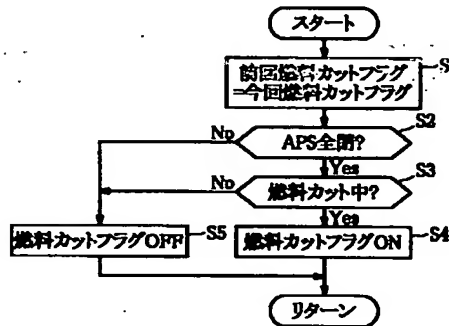 スタート
前回燃料カットフラグ
=今回燃料カットフラグ
S
APS全閉?
S2
No
Yes
燃料カット中?
S3
No
Yes
燃料カットフラグOFF
S5
燃料カットフラグON
S4
リターン